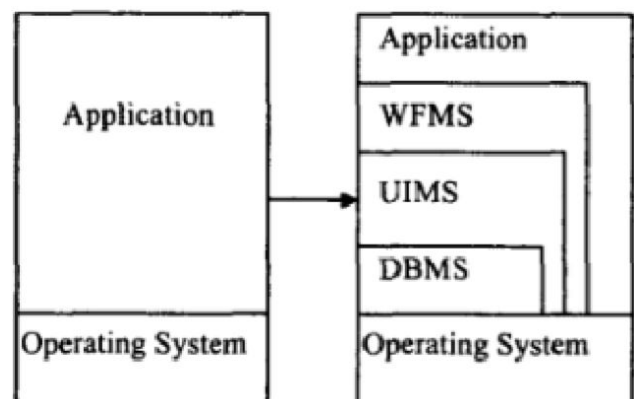 Application
Operating System
Application
WFMS
UIMS
DBMS
Operating System